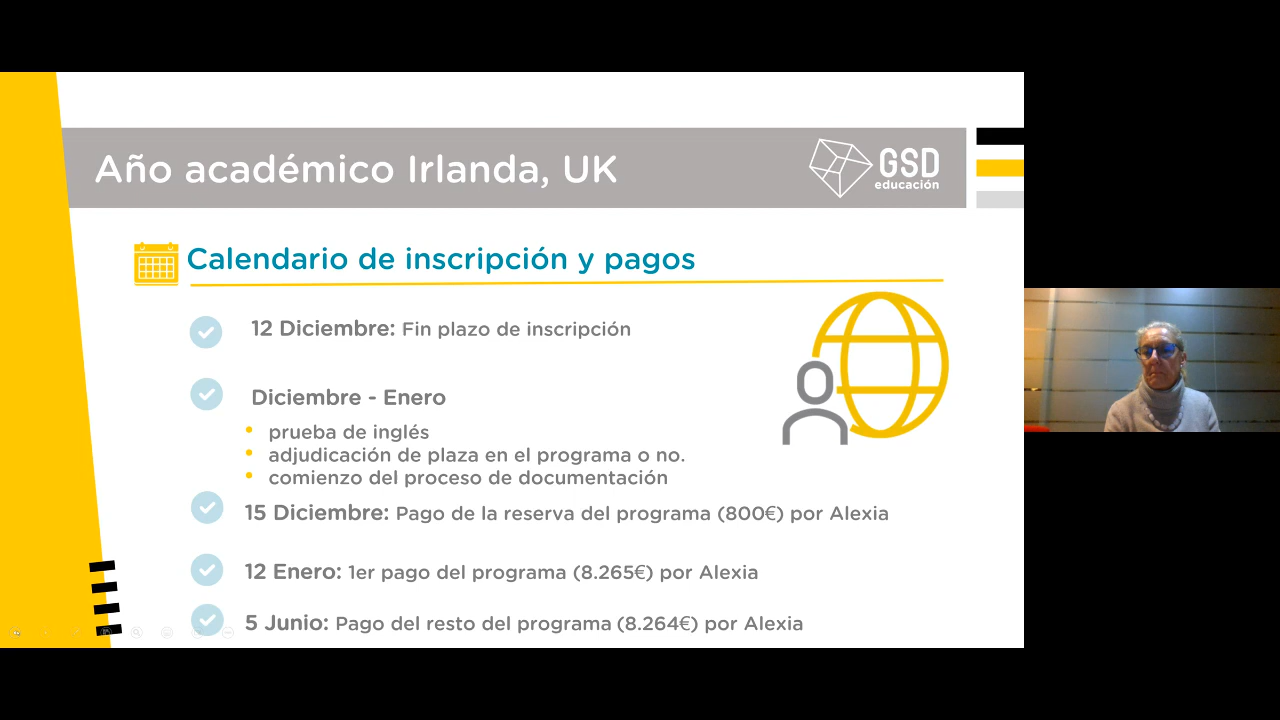 Año académico Irlanda, UK
GSD
educación
Calendario de inscripción y pagos
12 Diciembre: Fin plazo de inscripción
Diciembre - Enero
• prueba de inglés
• adjudicación de plaza en el programa o no.
• comienzo del proceso de documentación
15 Diciembre: Pago de la reserva del programa (800€) por Alexia
12 Enero: 1er pago del programa (8.265€) por Alexia
5 Junio: Pago del resto del programa (8.264€) por Alexia